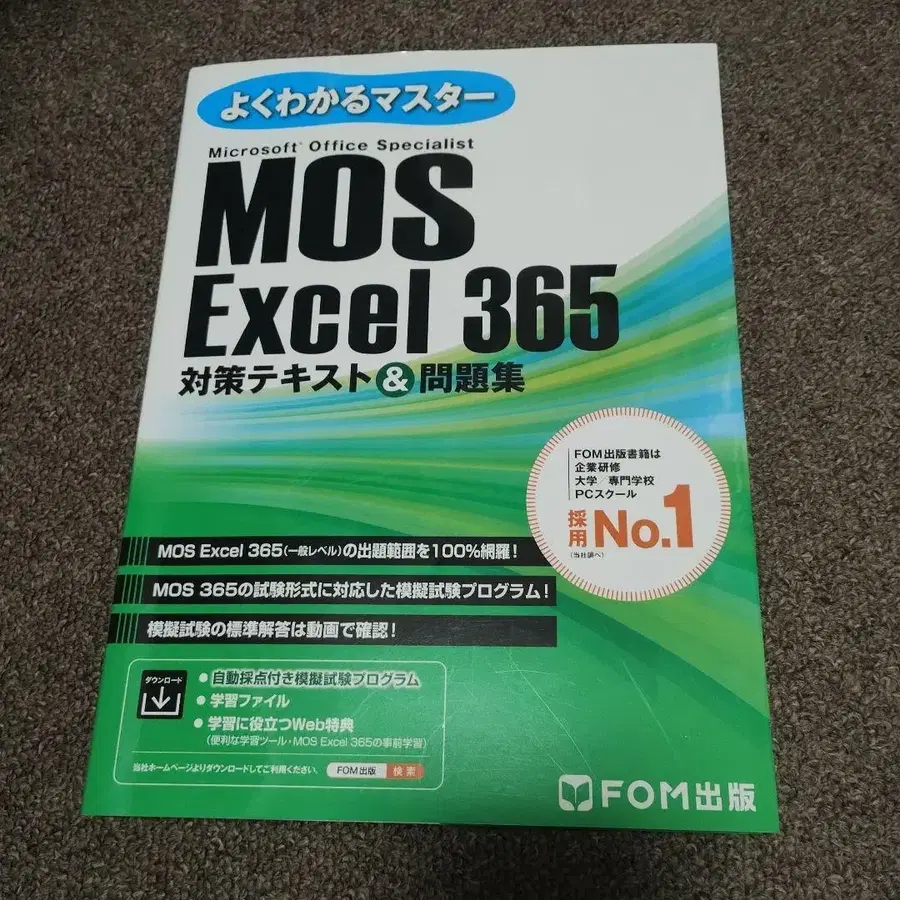 よくわかるマスター
Microsoft® Office Specialist
MOS
Excel 365
対策テキスト&問題集
FOM出版書籍は
企業研修
大学/専門学校
PCスクール
採用 No.1
(当社調べ)
MOS Excel 365(一般レベル)の出題範囲を100%網羅!
MOS 365の試験形式に対応した模擬試験プログラム!
模擬試験の標準解答は動画で確認!
ダウンロード
● 自動採点付き模擬試験プログラム
● 学習ファイル
● 学習に役立つWeb特典
(便利な学習ツール・MOS Excel 365の事前学習)
当社ホームページよりダウンロードしてご利用ください。 FOM出版 検索
FOM出版